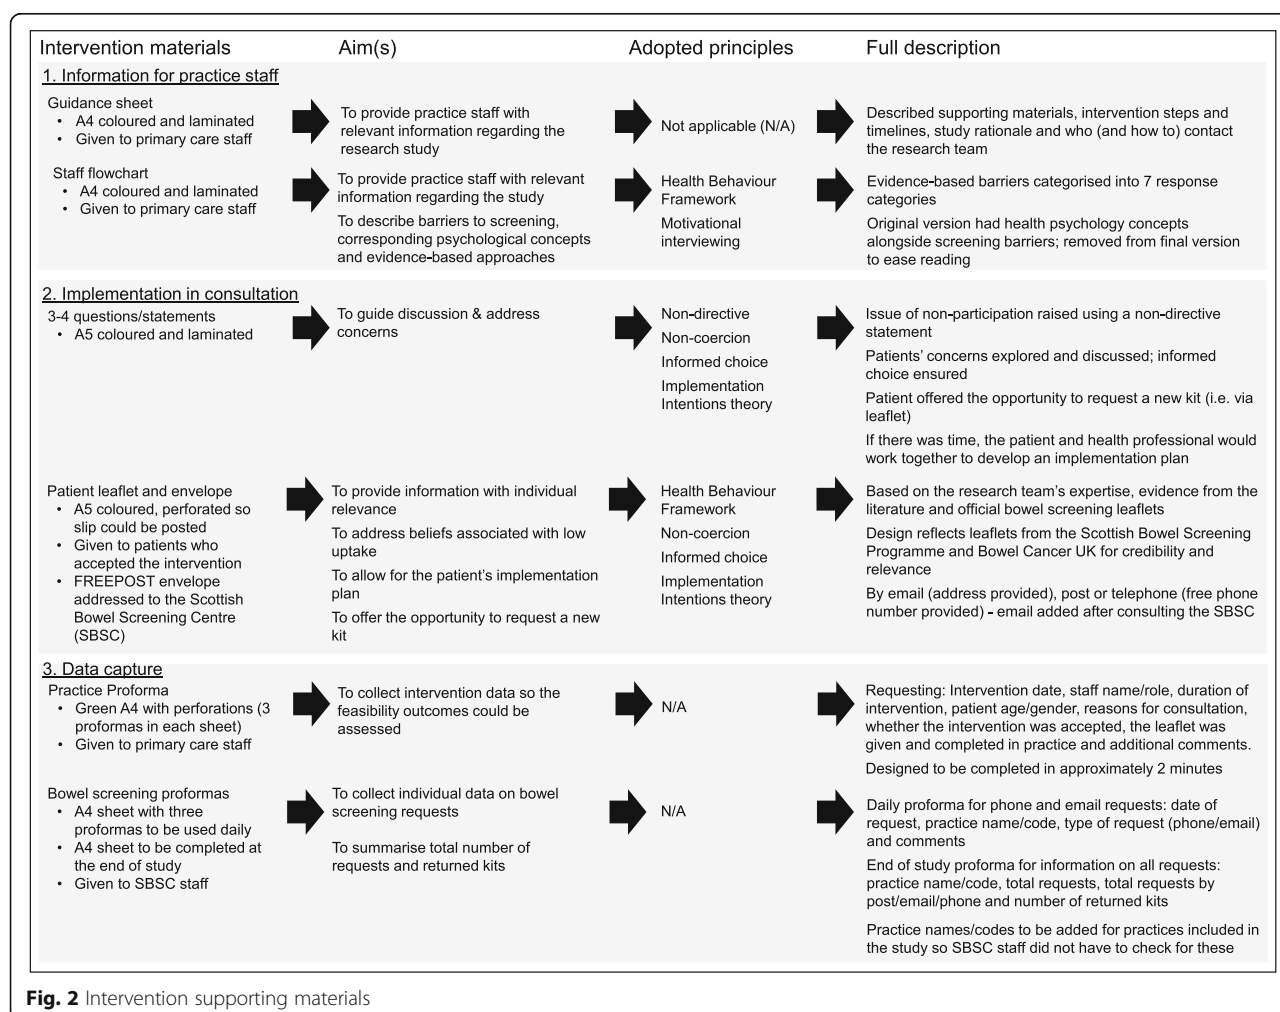 Intervention materials Aim(s) Adopted principles Full description
1. Information for practice staff
Guidance sheet
• A4 coloured and laminated
• Given to primary care staff
To provide practice staff with
relevant information regarding the
research study
Not applicable (N/A)
Described supporting materials, intervention steps and
timelines, study rationale and who (and how to) contact
the research team
Staff flowchart
• A4 coloured and laminated
• Given to primary care staff
To provide practice staff with relevant
information regarding the study
To describe barriers to screening,
corresponding psychological concepts
and evidence-based approaches
Health Behaviour
Framework
Motivational
interviewing
Evidence-based barriers categorised into 7 response
categories
Original version had health psychology concepts
alongside screening barriers; removed from final version
to ease reading
2. Implementation in consultation
3-4 questions/statements
• A5 coloured and laminated
To guide discussion & address
concerns
Non-directive
Non-coercion
Informed choice
Implementation
Intentions theory
Issue of non-participation raised using a non-directive
statement
Patients' concerns explored and discussed; informed
choice ensured
Patient offered the opportunity to request a new kit (i.e. via
leaflet)
If there was time, the patient and health professional would
work together to develop an implementation plan
Patient leaflet and envelope
• A5 coloured, perforated so
slip could be posted
• Given to patients who
accepted the intervention
• FREEPOST envelope
addressed to the Scottish
Bowel Screening Centre
(SBSC)
To provide information with individual
relevance
To address beliefs associated with low
uptake
To allow for the patient's implementation
plan
To offer the opportunity to request a new
kit
Health Behaviour
Framework
Non-coercion
Informed choice
Implementation
Intentions theory
Based on the research team's expertise, evidence from the
literature and official bowel screening leaflets
Design reflects leaflets from the Scottish Bowel Screening
Programme and Bowel Cancer UK for credibility and
relevance
By email (address provided), post or telephone (free phone
number provided) - email added after consulting the SBSC
3. Data capture
Practice Proforma
• Green A4 with perforations (3
proformas in each sheet)
• Given to primary care staff
To collect intervention data so the
feasibility outcomes could be
assessed
N/A
Requesting: Intervention date, staff name/role, duration of
intervention, patient age/gender, reasons for consultation,
whether the intervention was accepted, the leaflet was
given and completed in practice and additional comments.
Designed to be completed in approximately 2 minutes
Bowel screening proformas
• A4 sheet with three
proformas to be used daily
• A4 sheet to be completed at
the end of study
• Given to SBSC staff
To collect individual data on bowel
screening requests
To summarise total number of
requests and returned kits
N/A
Daily proforma for phone and email requests: date of
request, practice name/code, type of request (phone/email)
and comments
End of study proforma for information on all requests:
practice name/code, total requests, total requests by
post/email/phone and number of returned kits
Practice names/codes to be added for practices included in
the study so SBSC staff did not have to check for these
Fig. 2 Intervention supporting materials